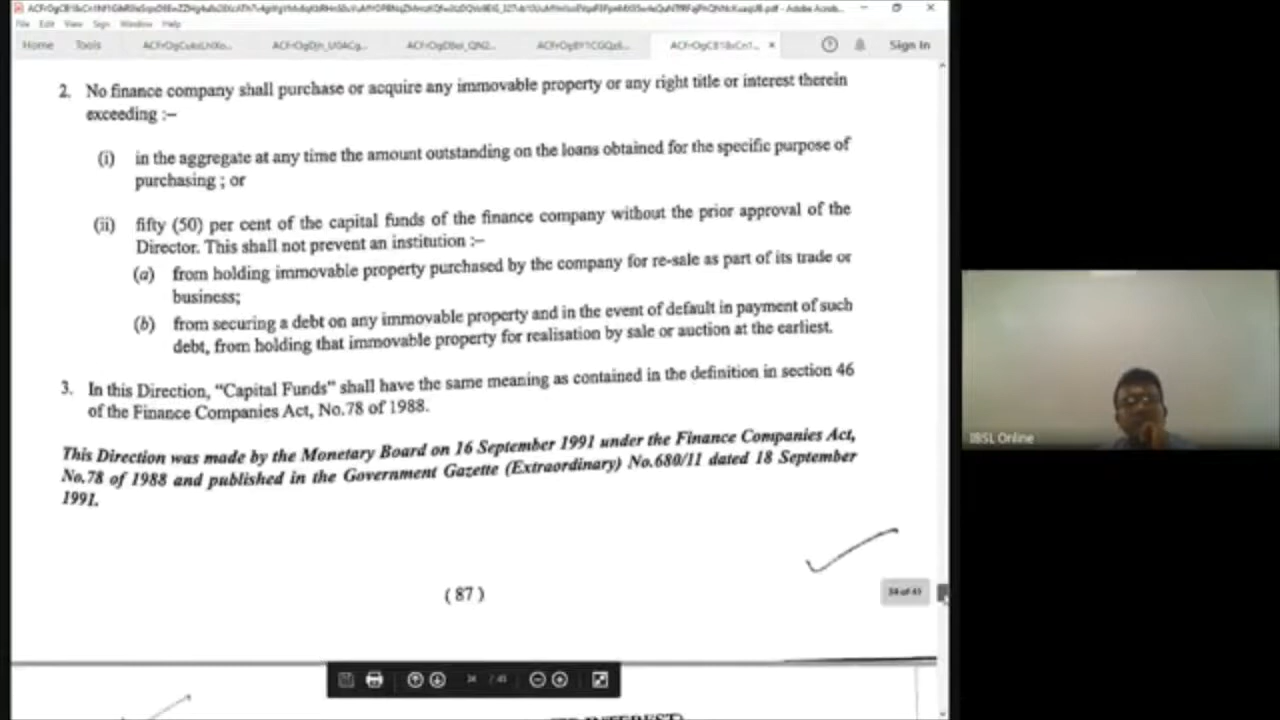 File Edit View Sign Window Help
Home Tools Sign In
2. No finance company shall purchase or acquire any immovable property or any right title or interest therein
exceeding :–
(i) in the aggregate at any time the amount outstanding on the loans obtained for the specific purpose of
purchasing ; or
(ii) fifty (50) per cent of the capital funds of the finance company without the prior approval of the
Director. This shall not prevent an institution :–
(a) from holding immovable property purchased by the company for re-sale as part of its trade or
business;
(b) from securing a debt on any immovable property and in the event of default in payment of such
debt, from holding that immovable property for realisation by sale or auction at the earliest.
3. In this Direction, “Capital Funds” shall have the same meaning as contained in the definition in section 46
of the Finance Companies Act, No.78 of 1988.
This Direction was made by the Monetary Board on 16 September 1991 under the Finance Companies Act,
No.78 of 1988 and published in the Government Gazette (Extraordinary) No.680/11 dated 18 September
1991.
( 87 )
IBSL Online